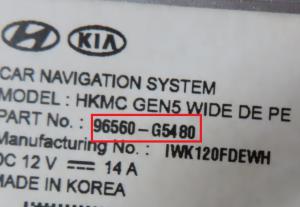 KIA
CAR NAVIGATION SYSTEM
MODEL : HKMC GEN5 WIDE DE PE
PART No. : 96560-G5480
Manufacturing No. : IWK120FDEWH
DC 12 V ⎓ 14 A
MADE IN KOREA